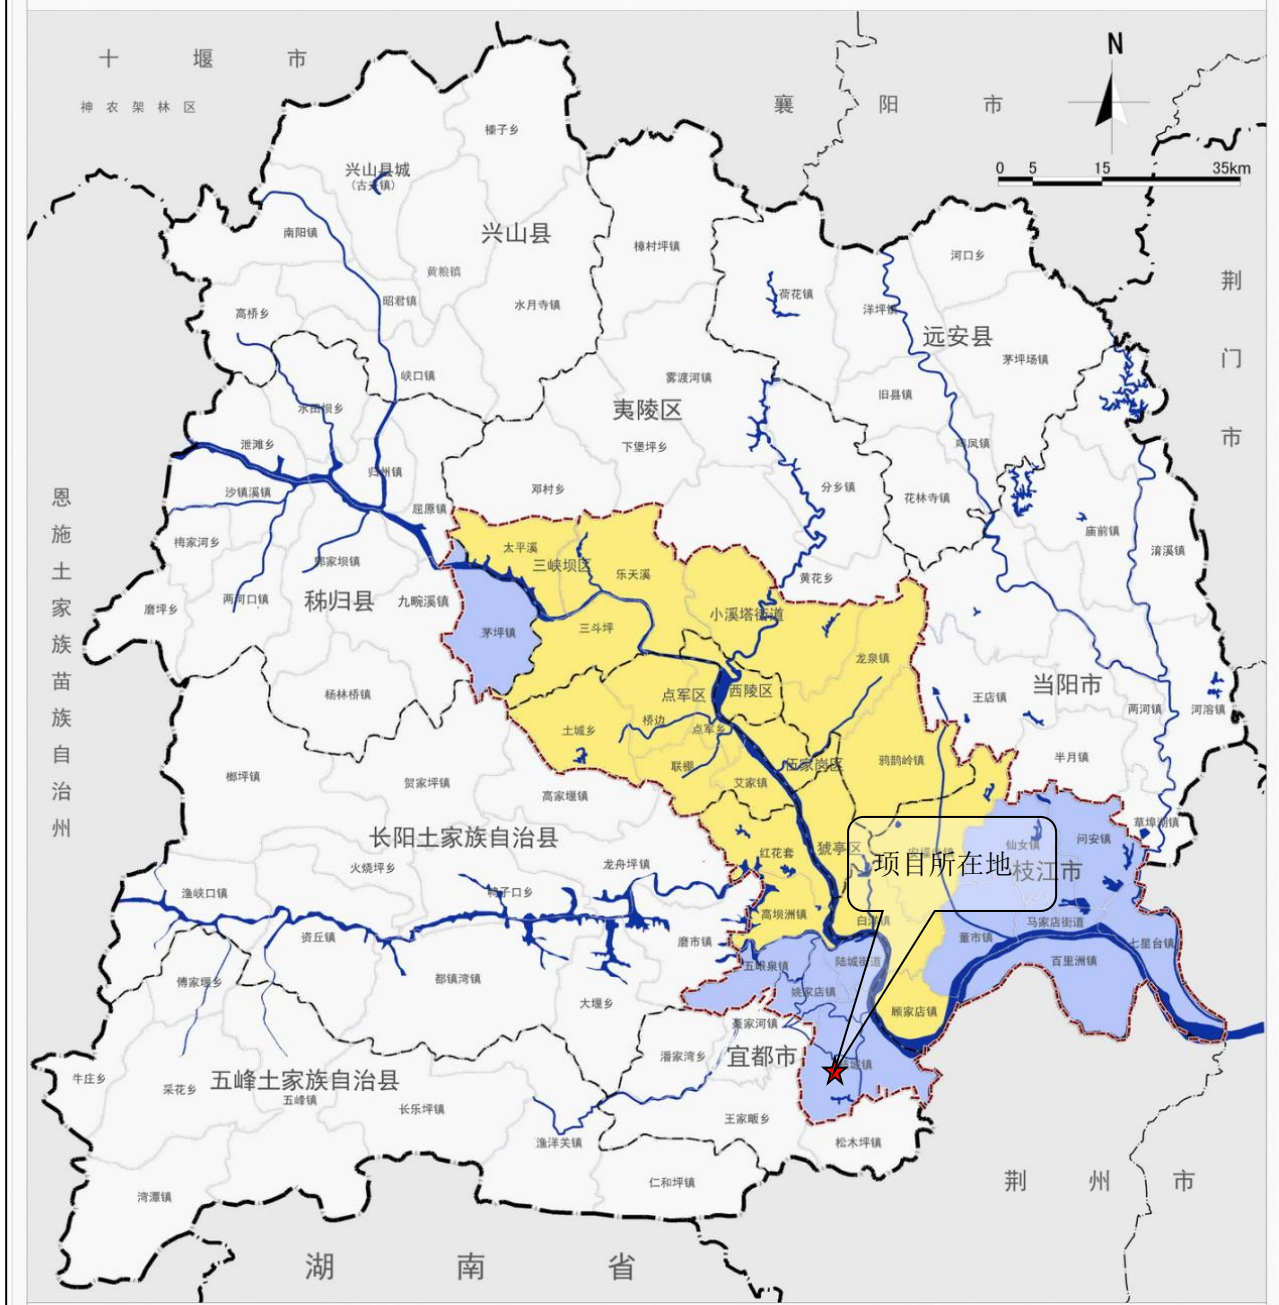 十堰市
神农架林区
襄阳市
N
0 5 15 35km
榛子乡
兴山县城
(古夫镇)
南阳镇
兴山县
樟村坪镇
河口乡
荆门市
黄粮镇
昭君镇
水月寺镇
高桥乡
荷花镇
洋坪镇
远安县
茅坪场镇
峡口镇
雾渡河镇
旧县镇
水田坝乡
夷陵区
泄滩乡
下堡坪乡
鸣凤镇
归州镇
沙镇溪镇
屈原镇
邓村乡
分乡镇
花林寺镇
恩施土家族苗族自治州
梅家河乡
太平溪
庙前镇
淯溪镇
郭家坝镇
三峡坝区
乐天溪
黄花乡
两河口镇
秭归县
九畹溪镇
磨坪乡
茅坪镇
三斗坪
小溪塔街道
龙泉镇
杨林桥镇
点军区
西陵区
当阳市
王店镇
两河镇
河溶镇
土城乡
桥边
点军乡
榔坪镇
贺家坪镇
联棚
艾家镇
伍家岗区
鸦鹊岭镇
半月镇
高家堰镇
长阳土家族自治县
草埠湖镇
问安镇
仙女镇
红花套
猇亭区
项目所在地
枝江市
火烧坪乡
龙舟坪镇
渔峡口镇
鸭子口乡
高坝洲镇
白洋镇
马家店街道
董市镇
七星台镇
资丘镇
磨市镇
五眼泉镇
陆城街道
百里洲镇
傅家堰乡
都镇湾镇
大堰乡
姚家店镇
顾家店镇
聂家河镇
宜都市
潘家湾乡
枝城镇
牛庄乡
采花乡
五峰土家族自治县
五峰镇
长乐坪镇
王家畈乡
渔洋关镇
松木坪镇
湾潭镇
仁和坪镇
荆州市
湖南省